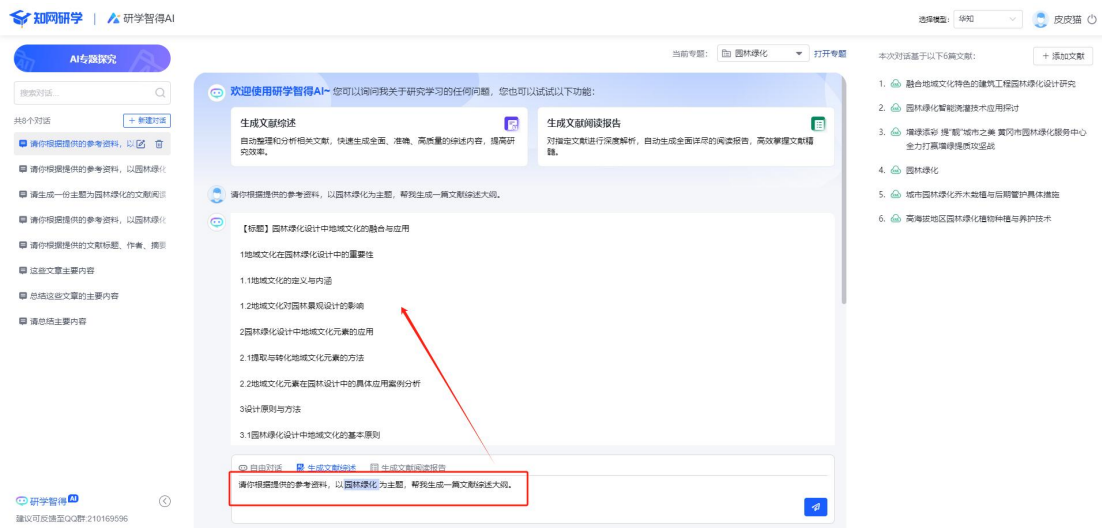 知网研学 | 研学智得AI
选择模型： 华知
皮皮猫
AI专题探究
搜索对话...
共8个对话
+ 新建对话
请你根据提供的参考资料，以
请你根据提供的参考资料，以园林绿化
请生成一份主题为园林绿化的文献阅读
请你根据提供的参考资料，以园林绿化
请你根据提供的文献标题、作者、摘要
这些文章主要内容
总结这些文章的主要内容
请总结主要内容
研学智得AI
建议可反馈至QQ群:210169596
当前专题： 园林绿化 打开专题
欢迎使用研学智得AI~ 您可以询问我关于研究学习的任何问题，您也可以试试以下功能：
生成文献综述
自动整理和分析相关文献，快速生成全面、准确、高质量的综述内容，提高研
究效率。
生成文献阅读报告
对指定文献进行深度解析，自动生成全面详尽的阅读报告，高效掌握文献精
髓。
请你根据提供的参考资料，以园林绿化为主题，帮我生成一篇文献综述大纲。
【标题】园林绿化设计中地域文化的融合与应用
1地域文化在园林绿化设计中的重要性
1.1地域文化的定义与内涵
1.2地域文化对园林景观设计的影响
2园林绿化设计中地域文化元素的应用
2.1提取与转化地域文化元素的方法
2.2地域文化元素在园林设计中的具体应用案例分析
3设计原则与方法
3.1园林绿化设计中地域文化的基本原则
自由对话 生成文献综述 生成文献阅读报告
请你根据提供的参考资料，以 园林绿化 为主题，帮我生成一篇文献综述大纲。
本次对话基于以下6篇文献：
+ 添加文献
1. 融合地域文化特色的建筑工程园林绿化设计研究
2. 园林绿化智能浇灌技术应用探讨
3. 增绿添彩 提“靓”城市之美 黄冈市园林绿化服务中心
全力打赢增绿提质攻坚战
4. 园林绿化
5. 城市园林绿化乔木栽植与后期管护具体措施
6. 高海拔地区园林绿化植物种植与养护技术